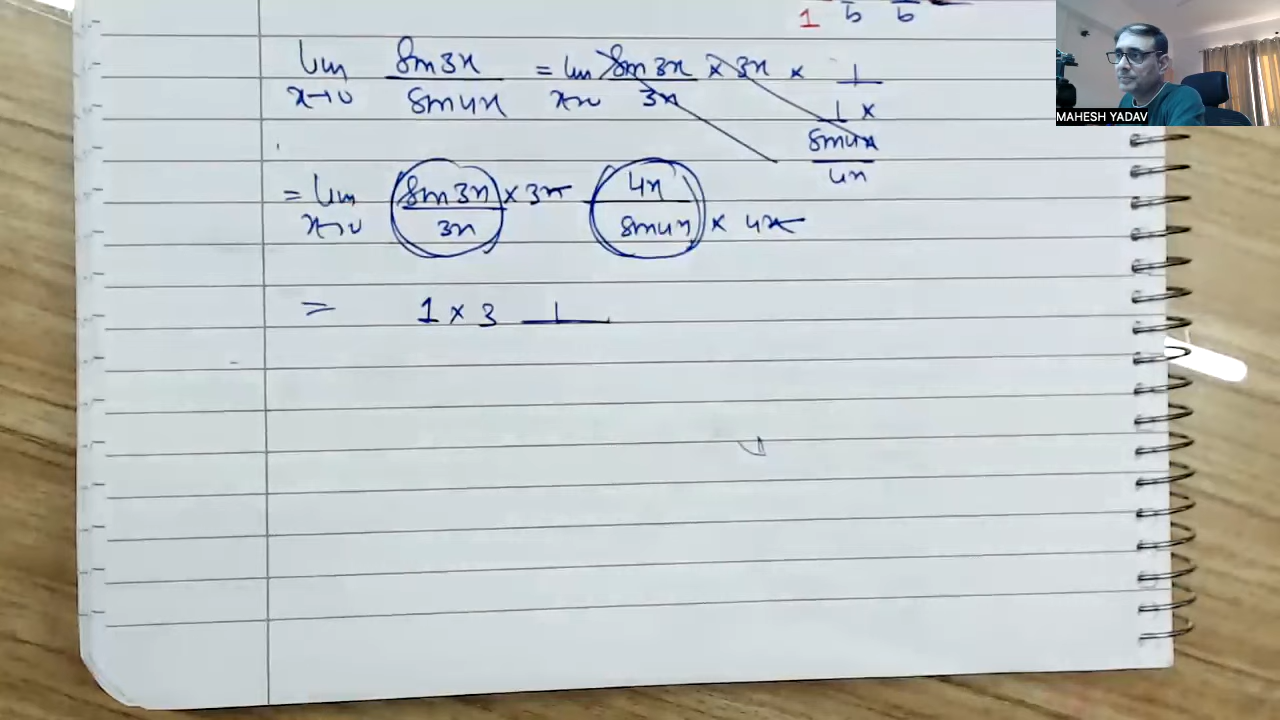 1 b b
lim x→0 sin3x / sin4x = lim x→0 sin3x / 3x × 3x × 1 / 1 × sin4x / 4x
MAHESH YADAV
= lim x→0 sin3x / 3x × 3x 4x / sin4x × 4x
= 1 × 3 1